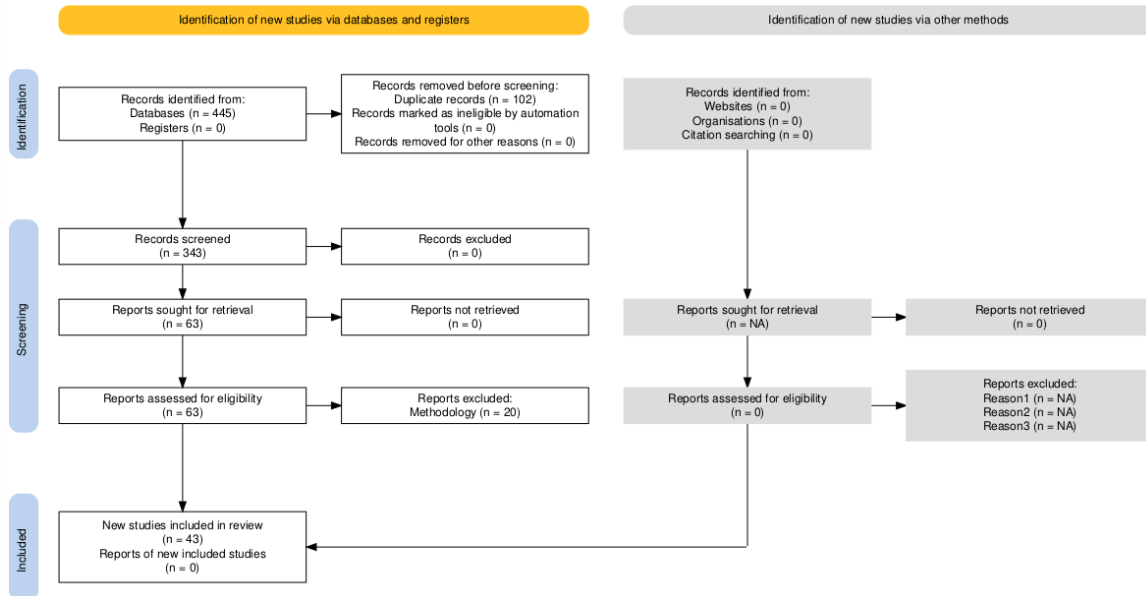 Identification of new studies via databases and registers
Identification of new studies via other methods
Identification
Records identified from:
Databases (n = 445)
Registers (n = 0)
Records removed before screening:
Duplicate records (n = 102)
Records marked as ineligible by automation
tools (n = 0)
Records removed for other reasons (n = 0)
Records identified from:
Websites (n = 0)
Organisations (n = 0)
Citation searching (n = 0)
Screening
Records screened
(n = 343)
Records excluded
(n = 0)
Reports sought for retrieval
(n = 63)
Reports not retrieved
(n = 0)
Reports sought for retrieval
(n = NA)
Reports not retrieved
(n = 0)
Reports assessed for eligibility
(n = 63)
Reports excluded:
Methodology (n = 20)
Reports assessed for eligibility
(n = 0)
Reports excluded:
Reason1 (n = NA)
Reason2 (n = NA)
Reason3 (n = NA)
Included
New studies included in review
(n = 43)
Reports of new included studies
(n = 0)